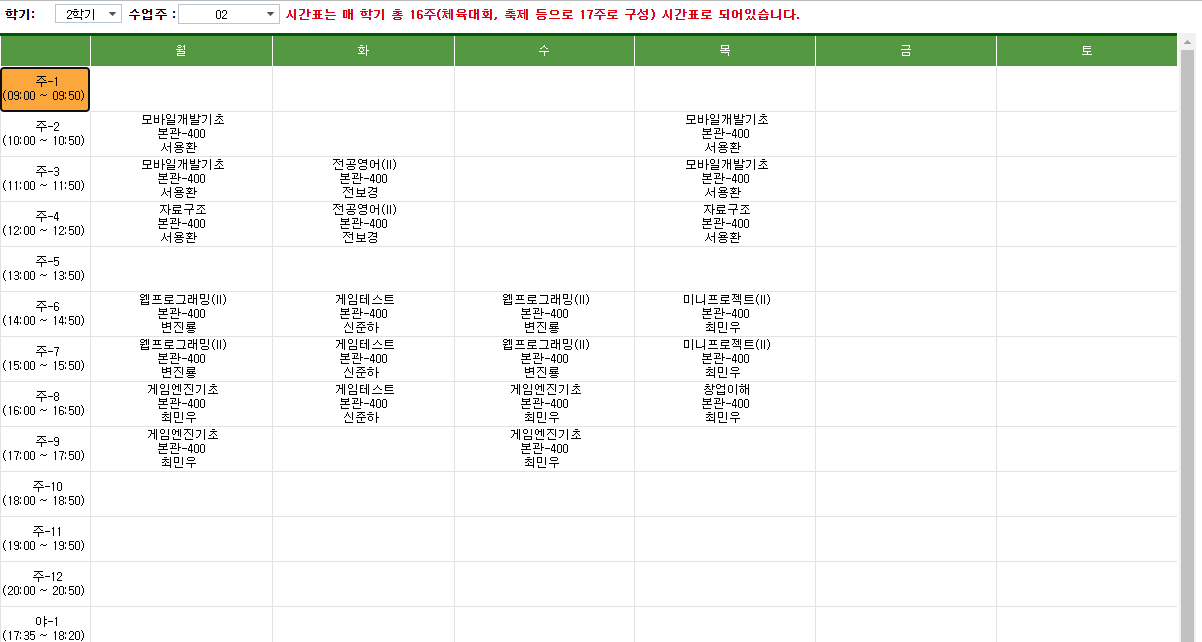 학기: 2학기 수업주 : 02 시간표는 매 학기 총 16주(체육대회, 축제 등으로 17주로 구성) 시간표로 되어있습니다.
월 화 수 목 금 토
주-1
(09:00 ~ 09:50)
주-2
(10:00 ~ 10:50)
모바일개발기초
본관-400
서용환
모바일개발기초
본관-400
서용환
주-3
(11:00 ~ 11:50)
모바일개발기초
본관-400
서용환
전공영어(II)
본관-400
전보경
모바일개발기초
본관-400
서용환
주-4
(12:00 ~ 12:50)
자료구조
본관-400
서용환
전공영어(II)
본관-400
전보경
자료구조
본관-400
서용환
주-5
(13:00 ~ 13:50)
주-6
(14:00 ~ 14:50)
웹프로그래밍(II)
본관-400
변진룡
게임테스트
본관-400
신준하
웹프로그래밍(II)
본관-400
변진룡
미니프로젝트(II)
본관-400
최민우
주-7
(15:00 ~ 15:50)
웹프로그래밍(II)
본관-400
변진룡
게임테스트
본관-400
신준하
웹프로그래밍(II)
본관-400
변진룡
미니프로젝트(II)
본관-400
최민우
주-8
(16:00 ~ 16:50)
게임엔진기초
본관-400
최민우
게임테스트
본관-400
신준하
게임엔진기초
본관-400
최민우
창업이해
본관-400
최민우
주-9
(17:00 ~ 17:50)
게임엔진기초
본관-400
최민우
게임엔진기초
본관-400
최민우
주-10
(18:00 ~ 18:50)
주-11
(19:00 ~ 19:50)
주-12
(20:00 ~ 20:50)
야-1
(17:35 ~ 18:20)